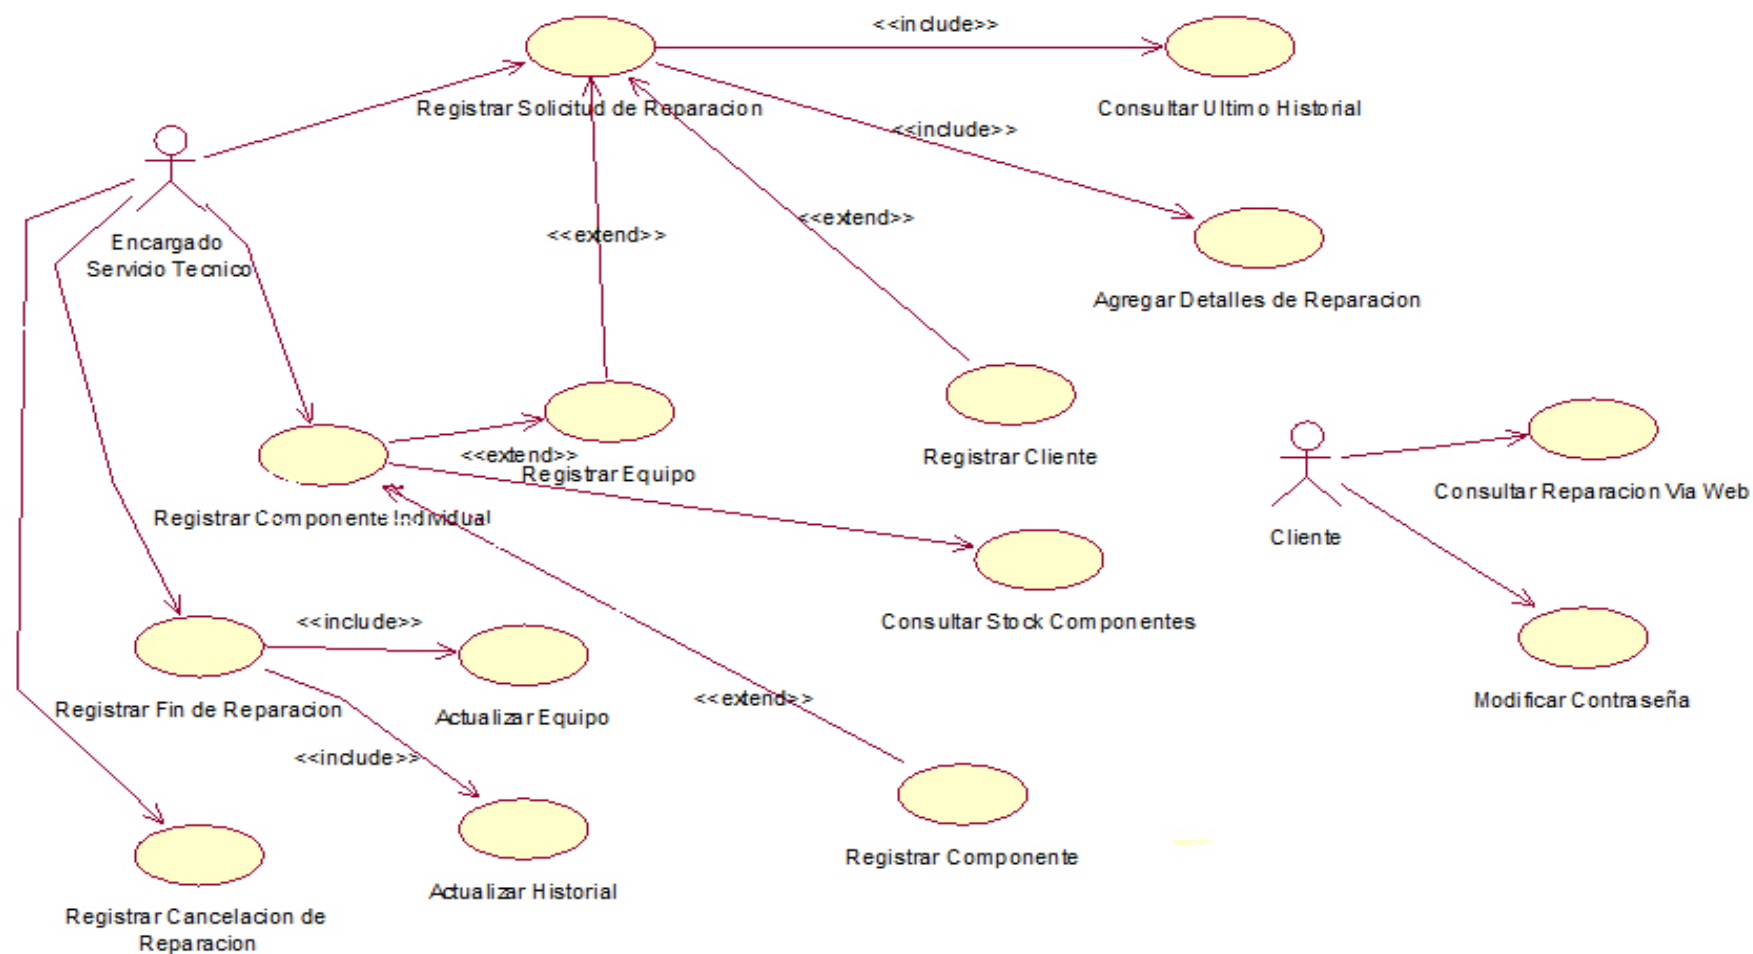 <<include>>
Registrar Solicitud de Reparacion
Consultar Ultimo Historial
<<include>>
<<extend>>
<<extend>>
Encargado
Servicio Tecnico
Agregar Detalles de Reparacion
<<extend>>
Registrar Equipo
Registrar Cliente
Consultar Reparacion Via Web
Registrar Componente Individual
Cliente
<<include>>
Consultar Stock Componentes
Registrar Fin de Reparacion
Actualizar Equipo
<<extend>>
Modificar Contraseña
<<include>>
Registrar Componente
Actualizar Historial
Registrar Cancelacion de
Reparacion